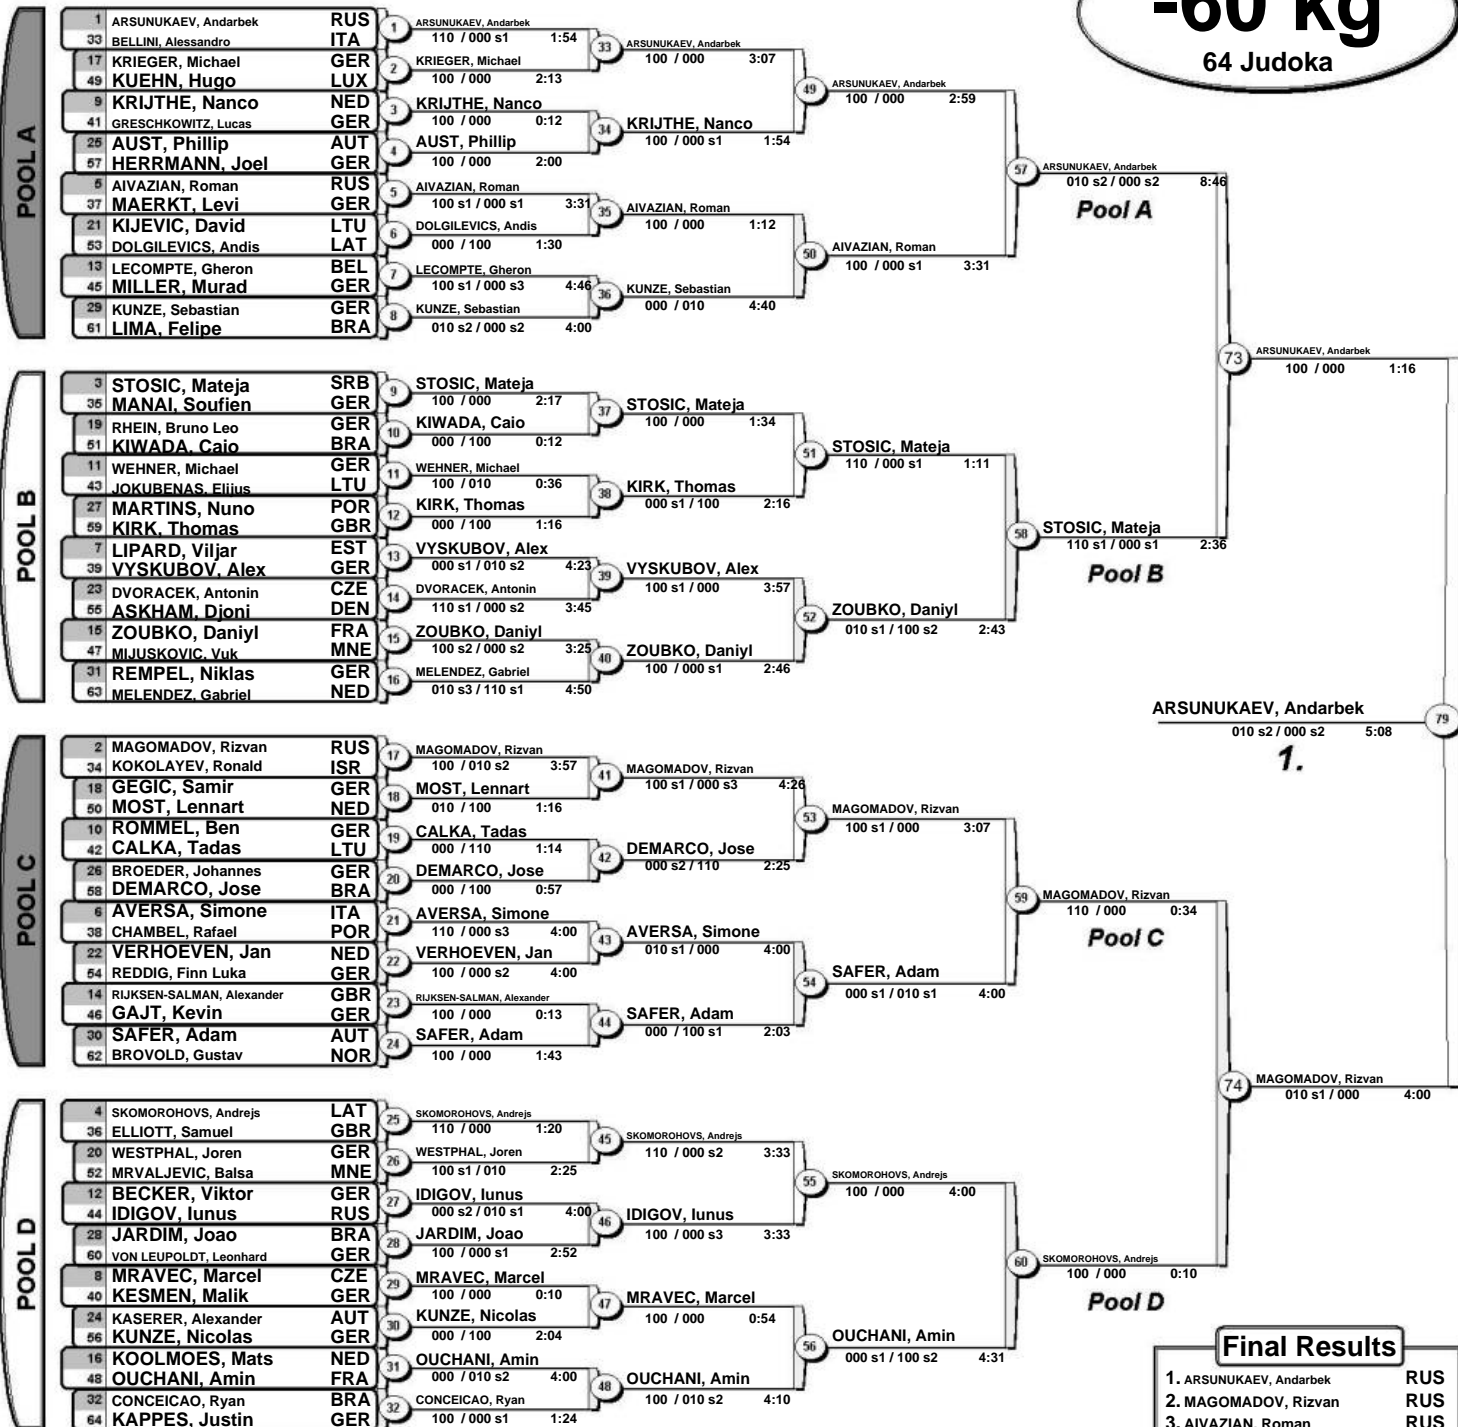 -60 kg
64 Judoka
POOL A
1 ARSUNUKAEV, Andarbek RUS
33 BELLINI, Alessandro ITA
17 KRIEGER, Michael GER
49 KUEHN, Hugo LUX
9 KRIJTHE, Nanco NED
41 GRESCHKOWITZ, Lucas GER
25 AUST, Phillip AUT
57 HERRMANN, Joel GER
5 AIVAZIAN, Roman RUS
37 MAERKT, Levi GER
21 KIJEVIC, David LTU
53 DOLGILEVICS, Andis LAT
13 LECOMPTE, Gheron BEL
45 MILLER, Murad GER
29 KUNZE, Sebastian GER
61 LIMA, Felipe BRA
1 ARSUNUKAEV, Andarbek
110 / 000 s1 1:54
2 KRIEGER, Michael
100 / 000 2:13
3 KRIJTHE, Nanco
100 / 000 0:12
4 AUST, Phillip
100 / 000 2:00
5 AIVAZIAN, Roman
100 s1 / 000 s1 3:31
6 DOLGILEVICS, Andis
000 / 100 1:30
7 LECOMPTE, Gheron
100 s1 / 000 s3 4:46
8 KUNZE, Sebastian
010 s2 / 000 s2 4:00
33 ARSUNUKAEV, Andarbek
100 / 000 3:07
34 KRIJTHE, Nanco
100 / 000 s1 1:54
35 AIVAZIAN, Roman
100 / 000 1:12
36 KUNZE, Sebastian
000 / 010 4:40
49 ARSUNUKAEV, Andarbek
100 / 000 2:59
50 AIVAZIAN, Roman
100 / 000 s1 3:31
57 ARSUNUKAEV, Andarbek
010 s2 / 000 s2 8:46
Pool A
POOL B
3 STOSIC, Mateja SRB
35 MANAI, Soufien GER
19 RHEIN, Bruno Leo GER
51 KIWADA, Caio BRA
11 WEHNER, Michael GER
43 JOKUBENAS, Elijus LTU
27 MARTINS, Nuno POR
59 KIRK, Thomas GBR
7 LIPARD, Viljar EST
39 VYSKUBOV, Alex GER
23 DVORACEK, Antonin CZE
55 ASKHAM, Djoni DEN
15 ZOUBKO, Daniyl FRA
47 MIJUSKOVIC, Vuk MNE
31 REMPEL, Niklas GER
63 MELENDEZ, Gabriel NED
9 STOSIC, Mateja
100 / 000 2:17
10 KIWADA, Caio
000 / 100 0:12
11 WEHNER, Michael
100 / 010 0:36
12 KIRK, Thomas
000 / 100 1:16
13 VYSKUBOV, Alex
000 s1 / 010 s2 4:23
14 DVORACEK, Antonin
110 s1 / 000 s2 3:45
15 ZOUBKO, Daniyl
100 s2 / 000 s2 3:25
16 MELENDEZ, Gabriel
010 s3 / 110 s1 4:50
37 STOSIC, Mateja
100 / 000 1:34
38 KIRK, Thomas
000 s1 / 100 2:16
39 VYSKUBOV, Alex
100 s1 / 000 3:57
40 ZOUBKO, Daniyl
100 / 000 s1 2:46
51 STOSIC, Mateja
110 / 000 s1 1:11
52 ZOUBKO, Daniyl
010 s1 / 100 s2 2:43
58 STOSIC, Mateja
110 s1 / 000 s1 2:36
Pool B
73 ARSUNUKAEV, Andarbek
100 / 000 1:16
ARSUNUKAEV, Andarbek 79
010 s2 / 000 s2 5:08
1.
POOL C
2 MAGOMADOV, Rizvan RUS
34 KOKOLAYEV, Ronald ISR
18 GEGIC, Samir GER
50 MOST, Lennart NED
10 ROMMEL, Ben GER
42 CALKA, Tadas LTU
26 BROEDER, Johannes GER
58 DEMARCO, Jose BRA
6 AVERSA, Simone ITA
38 CHAMBEL, Rafael POR
22 VERHOEVEN, Jan NED
54 REDDIG, Finn Luka GER
14 RIJKSEN-SALMAN, Alexander GBR
46 GAJT, Kevin GER
30 SAFER, Adam AUT
62 BROVOLD, Gustav NOR
17 MAGOMADOV, Rizvan
100 / 010 s2 3:57
18 MOST, Lennart
010 / 100 1:16
19 CALKA, Tadas
000 / 110 1:14
20 DEMARCO, Jose
000 / 100 0:57
21 AVERSA, Simone
110 / 000 s3 4:00
22 VERHOEVEN, Jan
100 / 000 s2 4:00
23 RIJKSEN-SALMAN, Alexander
100 / 000 0:13
24 SAFER, Adam
100 / 000 1:43
41 MAGOMADOV, Rizvan
100 s1 / 000 s3 4:26
42 DEMARCO, Jose
000 s2 / 110 2:25
43 AVERSA, Simone
010 s1 / 000 4:00
44 SAFER, Adam
000 / 100 s1 2:03
53 MAGOMADOV, Rizvan
100 s1 / 000 3:07
54 SAFER, Adam
000 s1 / 010 s1 4:00
59 MAGOMADOV, Rizvan
110 / 000 0:34
Pool C
POOL D
4 SKOMOROHOVS, Andrejs LAT
36 ELLIOTT, Samuel GBR
20 WESTPHAL, Joren GER
52 MRVALJEVIC, Balsa MNE
12 BECKER, Viktor GER
44 IDIGOV, Iunus RUS
28 JARDIM, Joao BRA
60 VON LEUPOLDT, Leonhard GER
8 MRAVEC, Marcel CZE
40 KESMEN, Malik GER
24 KASERER, Alexander AUT
56 KUNZE, Nicolas GER
16 KOOLMOES, Mats NED
48 OUCHANI, Amin FRA
32 CONCEICAO, Ryan BRA
64 KAPPES, Justin GER
25 SKOMOROHOVS, Andrejs
110 / 000 1:20
26 WESTPHAL, Joren
100 s1 / 010 2:25
27 IDIGOV, Iunus
000 s2 / 010 s1 4:00
28 JARDIM, Joao
100 / 000 s1 2:52
29 MRAVEC, Marcel
100 / 000 0:10
30 KUNZE, Nicolas
000 / 100 2:04
31 OUCHANI, Amin
000 / 010 s2 4:00
32 CONCEICAO, Ryan
100 / 000 s1 1:24
45 SKOMOROHOVS, Andrejs
110 / 000 s2 3:33
46 IDIGOV, Iunus
100 / 000 s3 3:33
47 MRAVEC, Marcel
100 / 000 0:54
48 OUCHANI, Amin
100 / 010 s2 4:10
55 SKOMOROHOVS, Andrejs
100 / 000 4:00
56 OUCHANI, Amin
000 s1 / 100 s2 4:31
60 SKOMOROHOVS, Andrejs
100 / 000 0:10
Pool D
74 MAGOMADOV, Rizvan
010 s1 / 000 4:00
Final Results
1. ARSUNUKAEV, Andarbek RUS
2. MAGOMADOV, Rizvan RUS
3. AIVAZIAN, Roman RUS